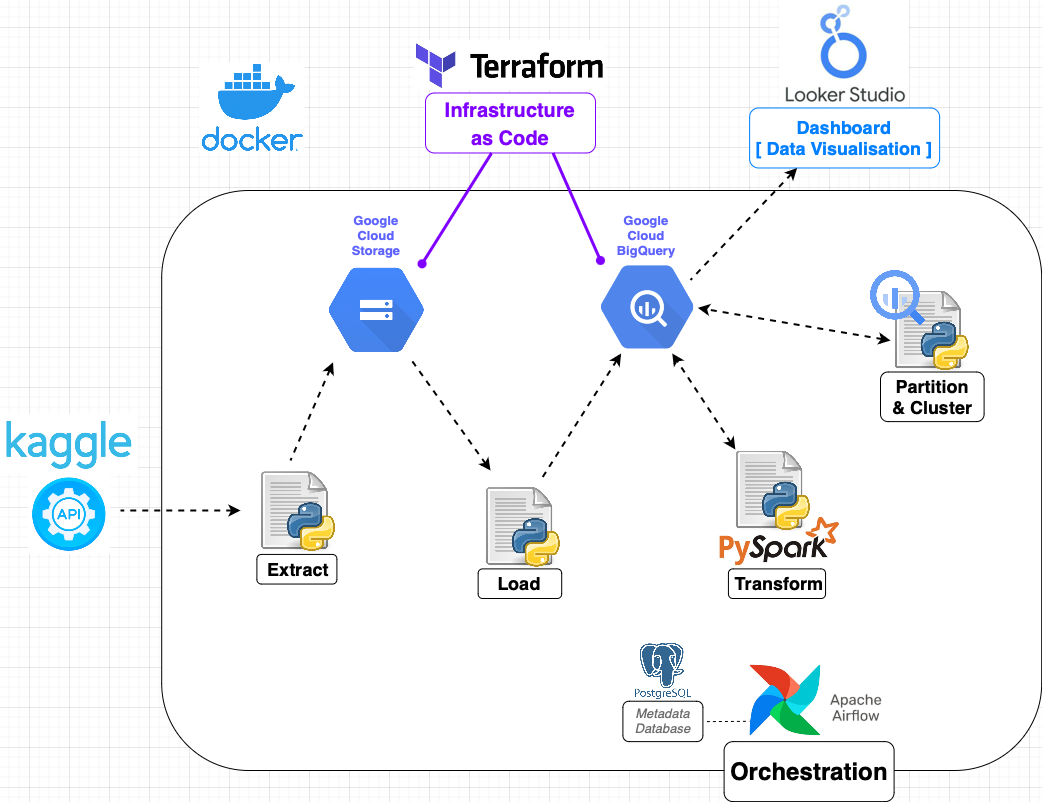 Terraform
Looker Studio
docker
Infrastructure
as Code
Dashboard
[ Data Visualisation ]
Google
Cloud
Storage
Google
Cloud
BigQuery
Partition
& Cluster
kaggle
API
Extract
Load
PySpark
Transform
PostgreSQL
Metadata
Database
Apache
Airflow
Orchestration